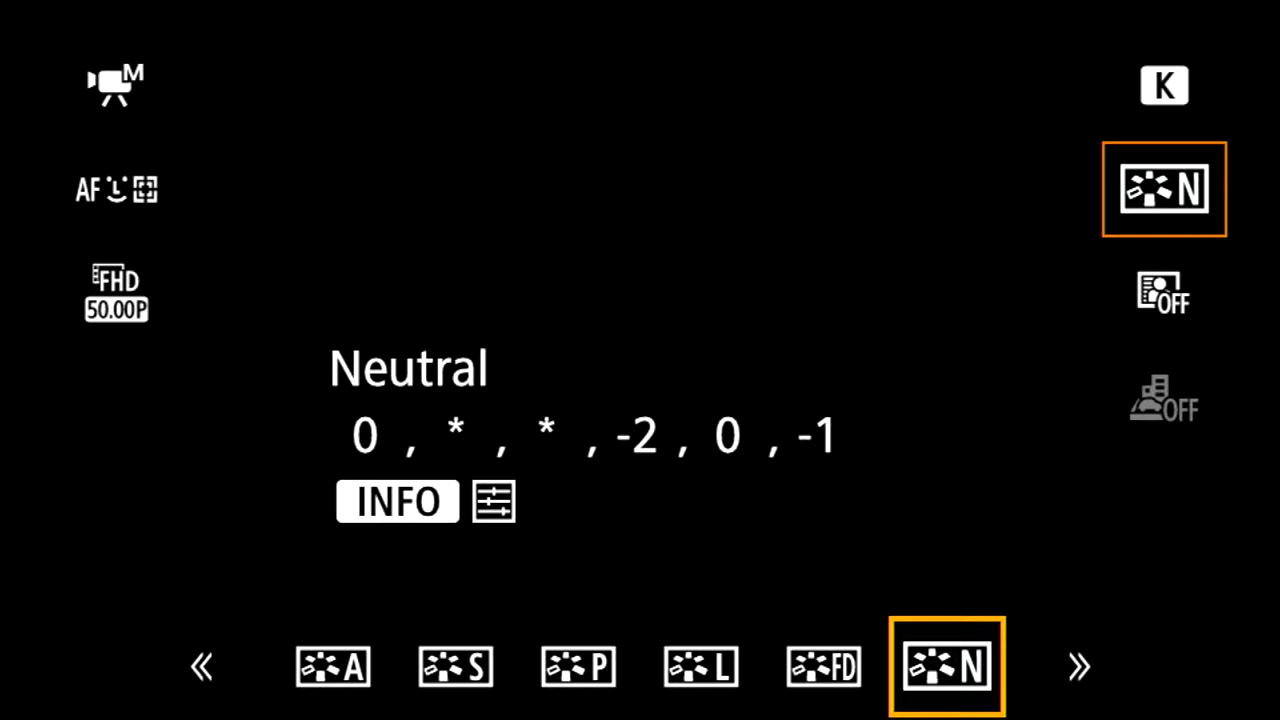 M
K
AF
N
FHD
50.00P
OFF
Neutral
OFF
0 , * , * , -2 , 0 , -1
INFO
« A S P L FD N »